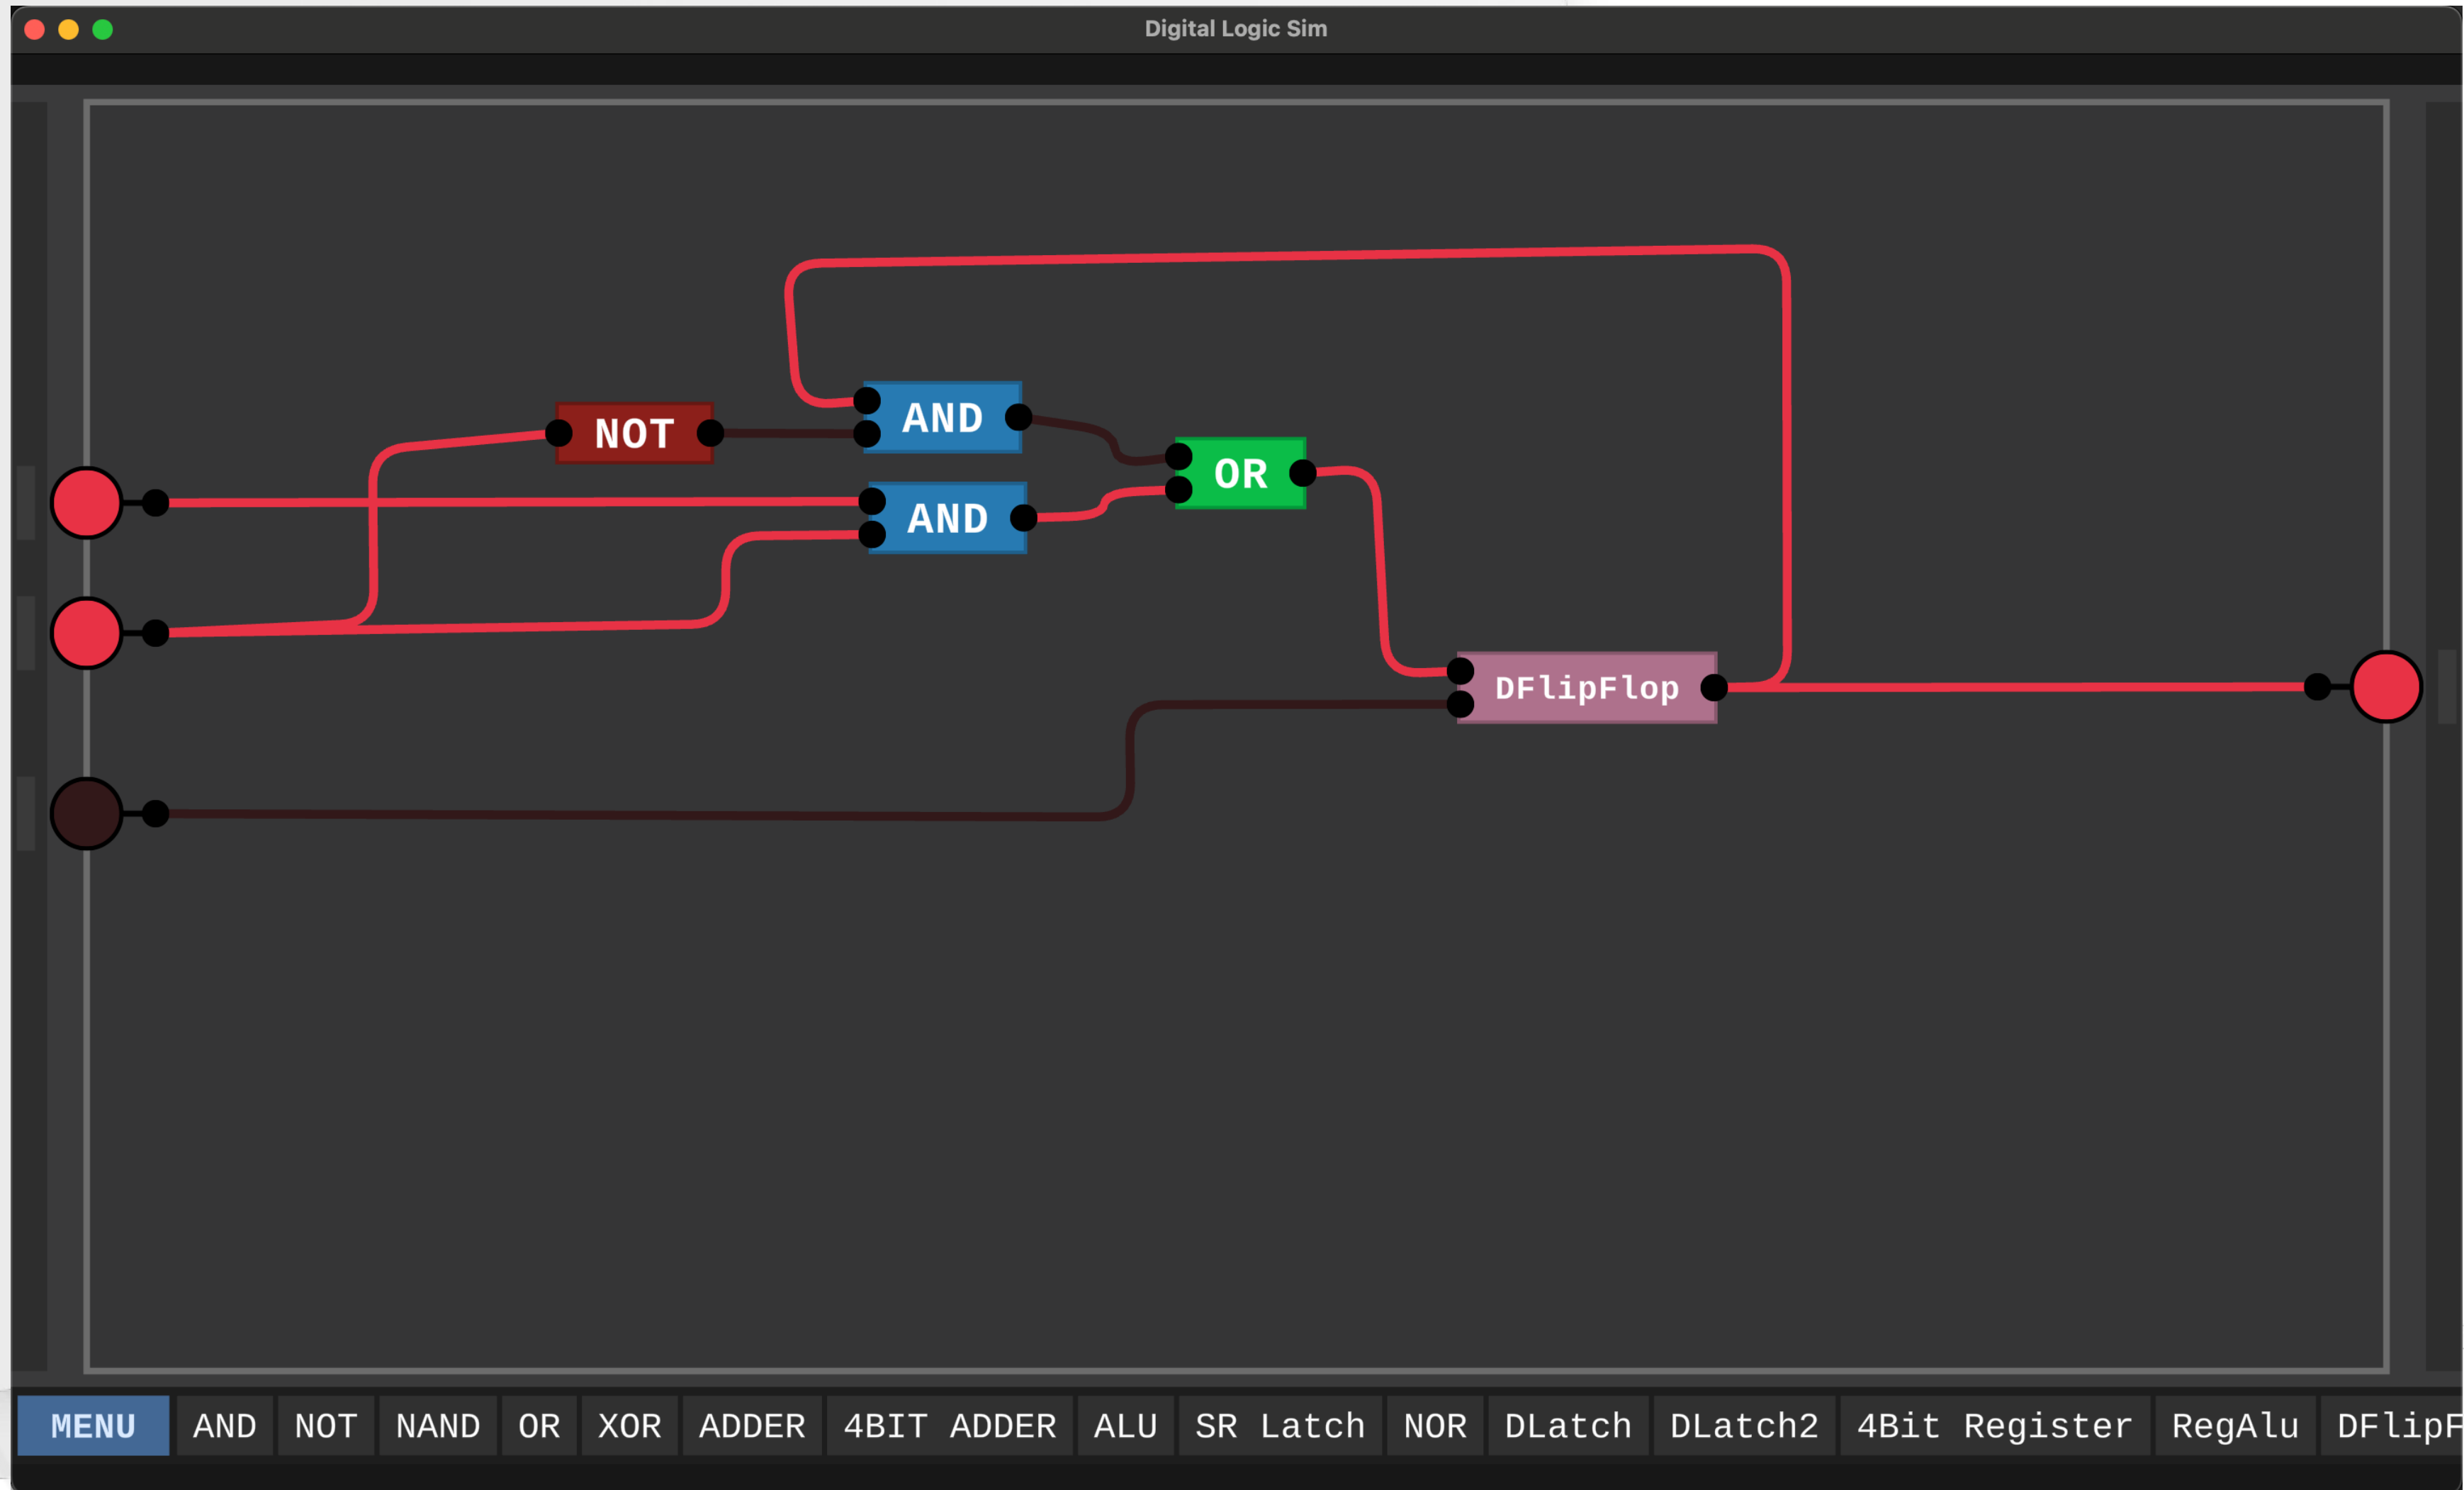 Digital Logic Sim
NOT
AND
OR
AND
DFlipFlop
MENU AND NOT NAND OR XOR ADDER 4BIT ADDER ALU SR Latch NOR DLatch DLatch2 4Bit Register RegAlu DFlipF